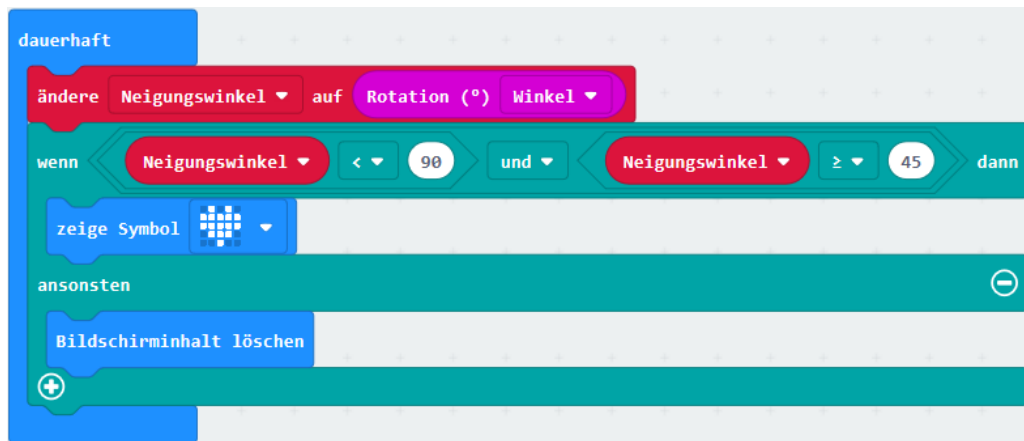 dauerhaft
ändere Neigungswinkel auf Rotation (°) Winkel
wenn Neigungswinkel < 90 und Neigungswinkel ≥ 45 dann
zeige Symbol
ansonsten
Bildschirminhalt löschen